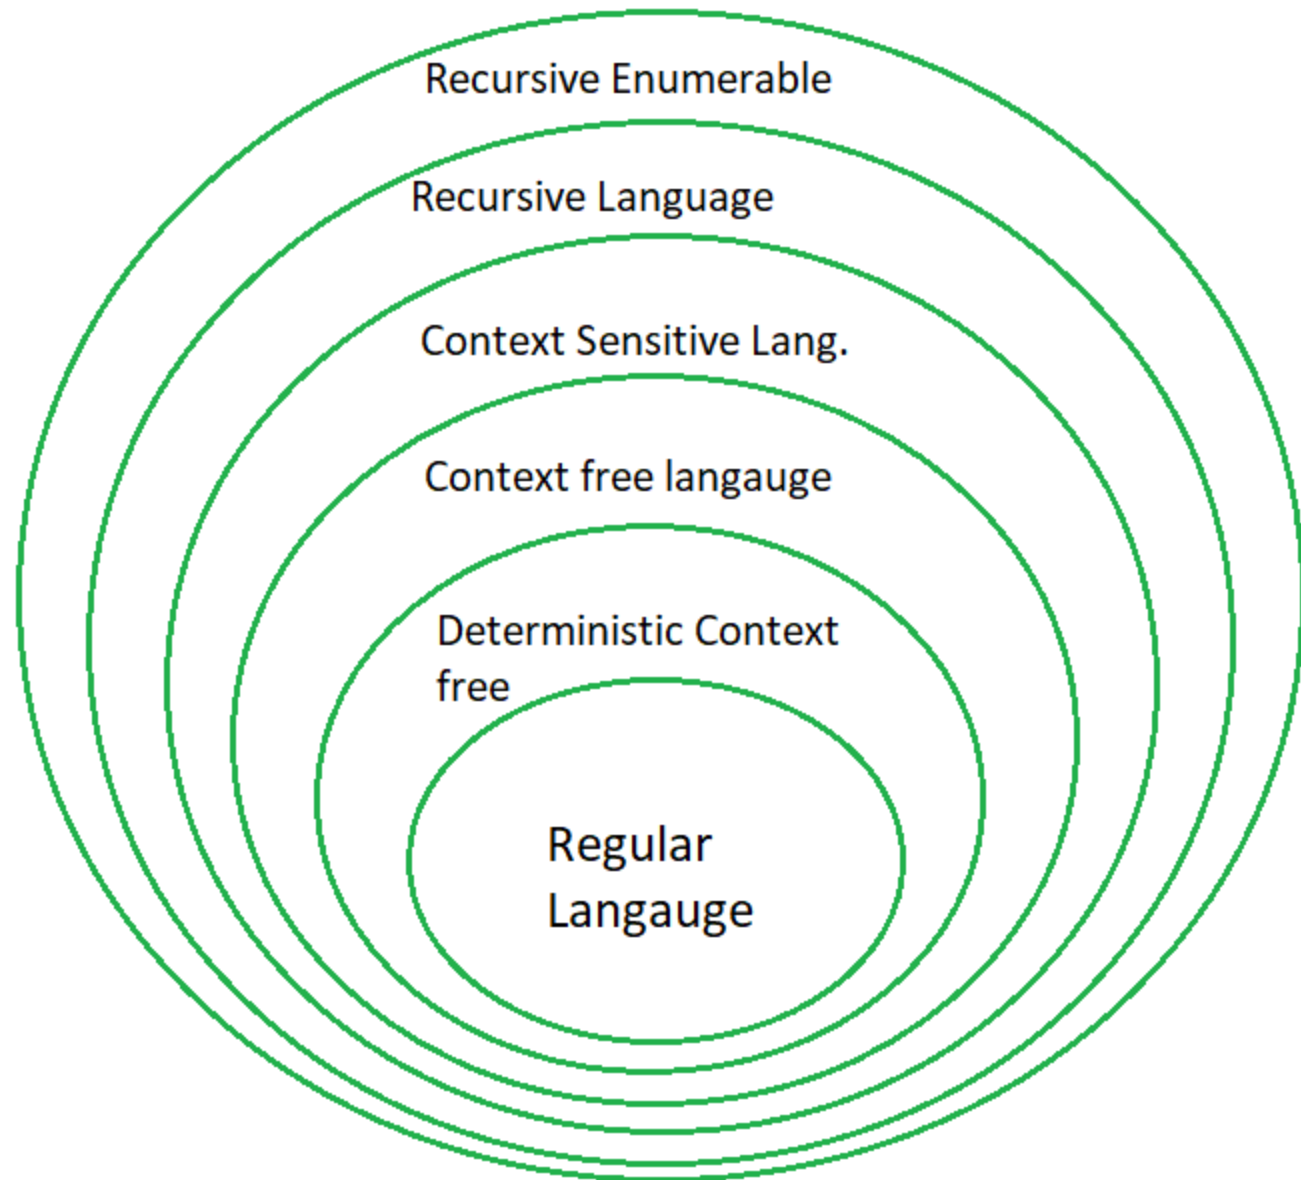 Recursive Enumerable
Recursive Language
Context Sensitive Lang.
Context free langauge
Deterministic Context
free
Regular
Langauge